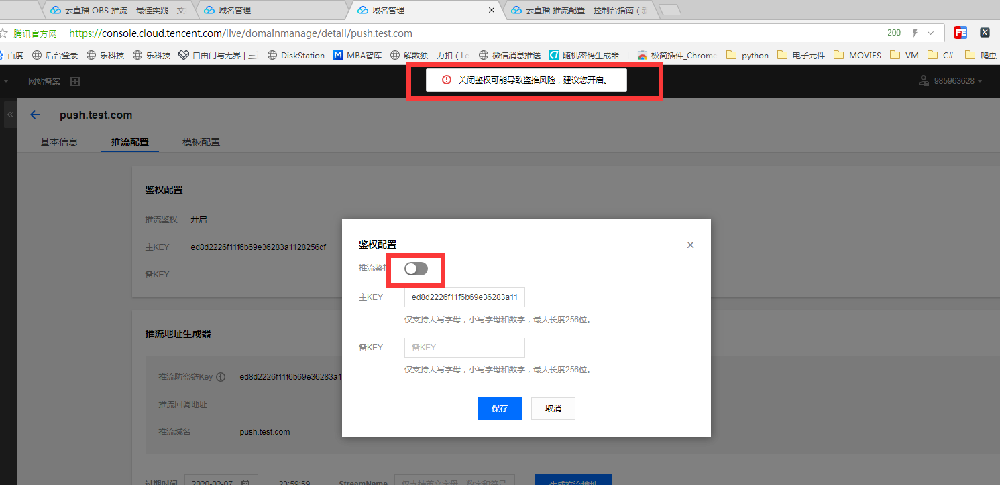 云直播 OBS 推流 - 最佳实践 - 文
域名管理
域名管理
云直播 推流配置 - 控制台指南（新
腾讯官方网 https://console.cloud.tencent.com/live/domainmanage/detail/push.test.com 200
百度 后台登录 乐科技 乐科技 自由门与无界 | 三 DiskStation MBA智库 解数独 - 力扣（Le 微信消息推送 随机密码生成器 - 极简插件_Chrome python 电子元件 MOVIES VM C# 爬虫
网站备案
关闭鉴权可能导致盗推风险，建议您开启。
985963628
push.test.com
基本信息 推流配置 模板配置
鉴权配置
推流鉴权 开启
主KEY ed8d2226f11f6b69e36283a1128256cf
备KEY
鉴权配置
推流鉴权
主KEY ed8d2226f11f6b69e36283a11
仅支持大写字母，小写字母和数字，最大长度256位。
备KEY 备KEY
仅支持大写字母，小写字母和数字，最大长度256位。
保存 取消
推流地址生成器
推流防盗链Key ed8d2226f11f6b69e36283a1
推流回调地址 --
推流域名 push.test.com
过期时间 2020-02-07 23:59:59 StreamName 仅支持英文字母、数字和符号 生成推流地址